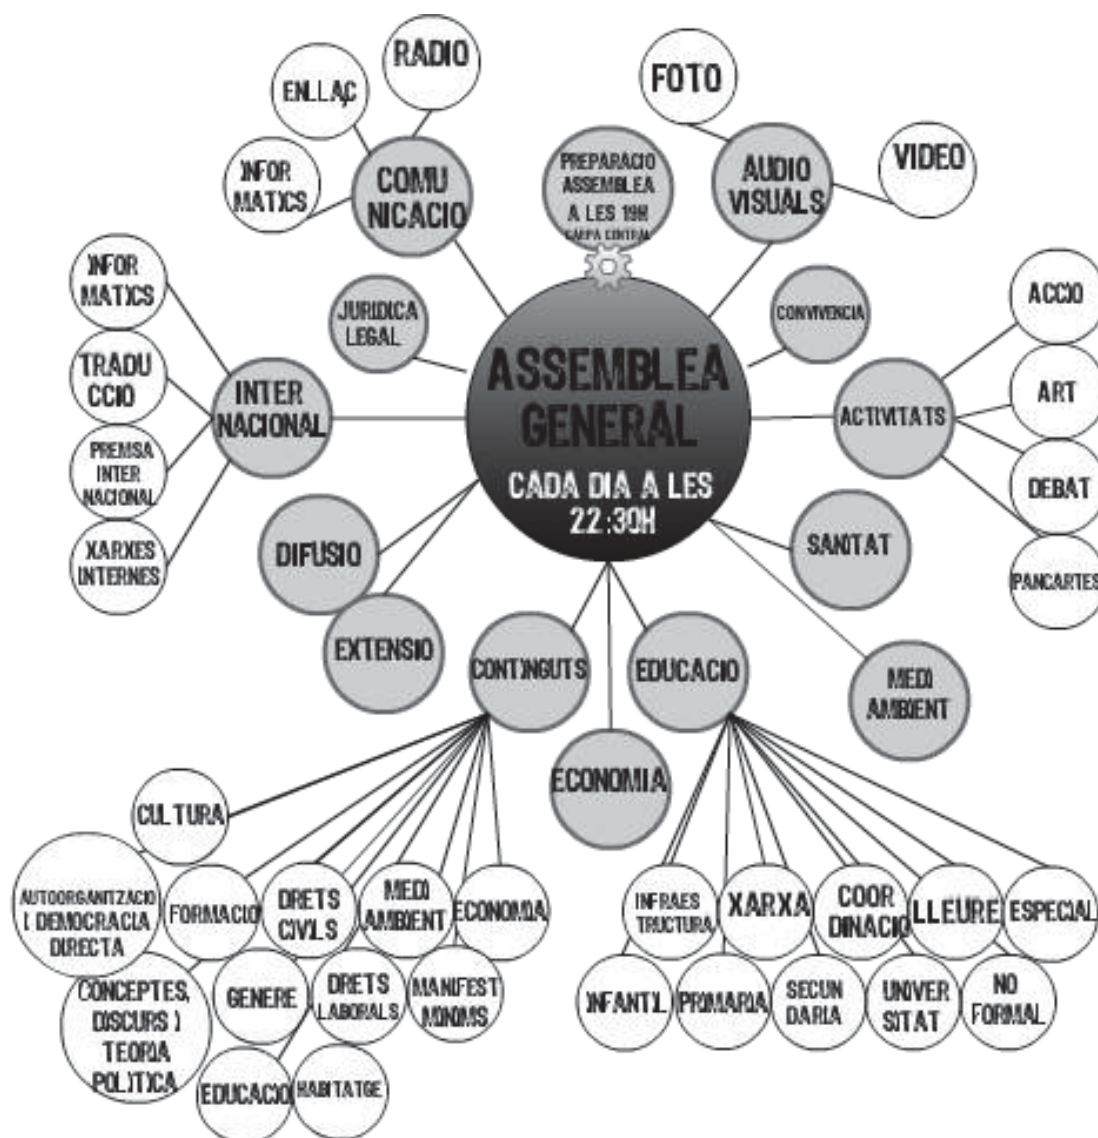 RADIO
ENLLAÇ
INFOR
MATICS
COMU
NICACIO
PREPARACIO
ASSEMBLEA
A LES 19H
CARPA CENTRAL
FOTO
AUDIO
VISUALS
VIDEO
INFOR
MATICS
TRADU
CCIO
PREMSA
INTER
NACIONAL
XARXES
INTERNES
INTER
NACIONAL
JURIDICA
LEGAL
ASSEMBLEA
GENERAL
CADA DIA A LES
22:30H
CONVIVENCIA
ACTIVITATS
ACCIO
ART
DEBAT
PANCARTES
DIFUSIO
EXTENSIO
SANITAT
MEDI
AMBIENT
CONTINGUTS
EDUCACIO
ECONOMIA
CULTURA
AUTOORGANITZACIO
I DEMOCRACIA
DIRECTA
FORMACIO
DRETS
CIVILS
MEDI
AMBIENT
ECONOMIA
CONCEPTES,
DISCURS I
TEORIA
POLITICA
GENERE
DRETS
LABORALS
MANIFEST
MINIMS
EDUCACIO
HABITATGE
INFRAES
TRUCTURA
XARXA
COOR
DINACIO
LLEURE
ESPECIAL
INFANTIL
PRIMARIA
SECUN
DARIA
UNIVER
SITAT
NO
FORMAL